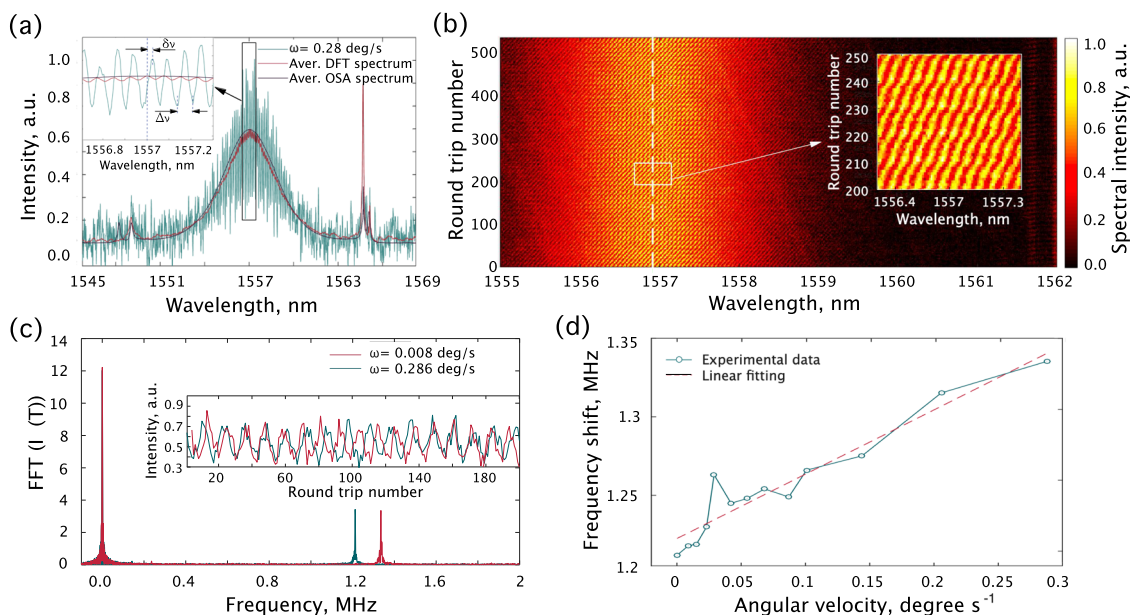 (a)
δν
Δν
1556.8 1557 1557.2
Wavelength, nm
ω= 0.28 deg/s
Aver. DFT spectrum
Aver. OSA spectrum
Intensity, a.u.
1.0
0.8
0.6
0.4
0.2
0.0
1545 1551 1557 1563 1569
Wavelength, nm
(b)
Round trip number
500
400
300
200
100
0
1555 1556 1557 1558 1559 1560 1561 1562
Wavelength, nm
Round trip number
250
240
230
220
210
200
1556.4 1557 1557.3
Wavelength, nm
1.0
0.8
0.6
0.4
0.2
0.0
Spectral intensity, a.u.
(c)
FFT (I (T))
14
12
10
8
6
4
2
0
0.0 0.4 0.8 1.2 1.6 2
Frequency, MHz
ω= 0.008 deg/s
ω= 0.286 deg/s
Intensity, a.u.
0.9
0.7
0.5
0.3
20 60 100 140 180
Round trip number
(d)
Frequency shift, MHz
1.35
1.3
1.25
1.2
Experimental data
Linear fitting
0 0.05 0.1 0.15 0.2 0.25 0.3
Angular velocity, degree s⁻¹